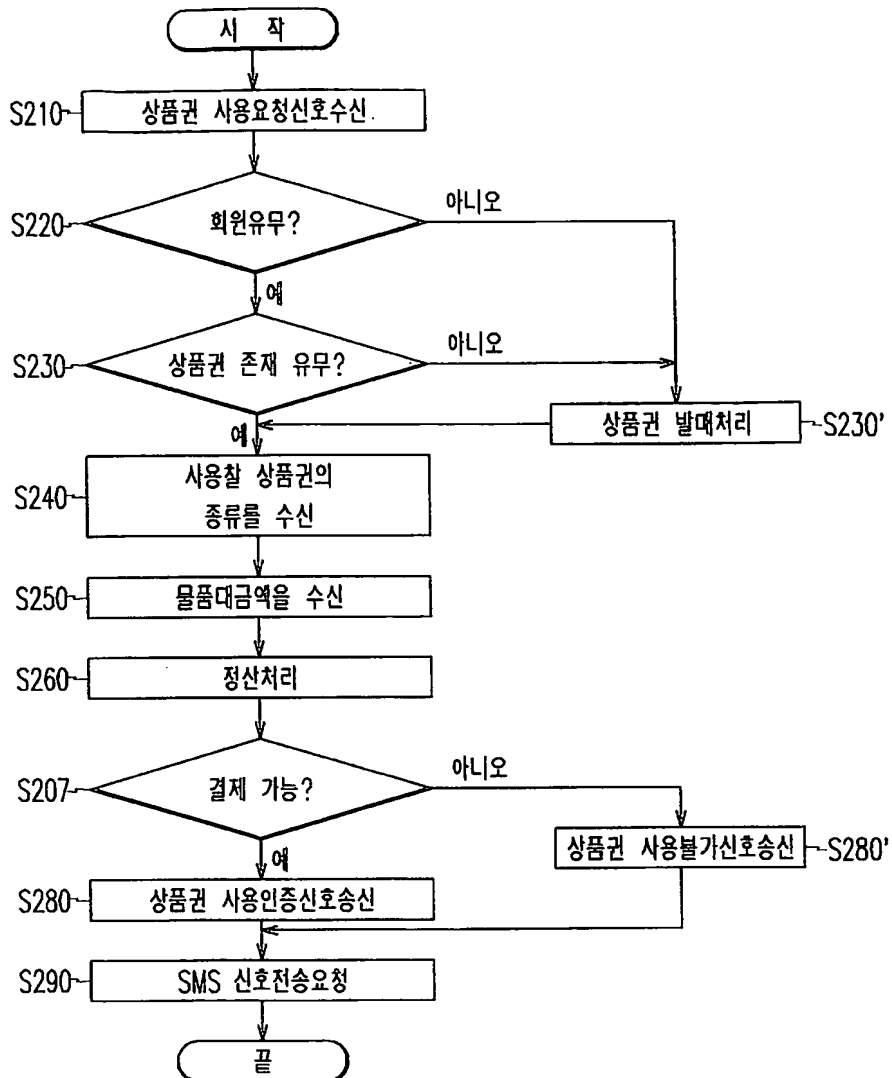 시 작
S210
상품권 사용요청신호수신
S220
회원유무?
아니오
예
S230
상품권 존재 유무?
아니오
예
상품권 발매처리
S230'
S240
사용찰 상품권의
종류를 수신
S250
물품대금액을 수신
S260
정산처리
S207
결제 가능?
아니오
예
상품권 사용불가신호송신
S280'
S280
상품권 사용인증신호송신
S290
SMS 신호전송요청
끝